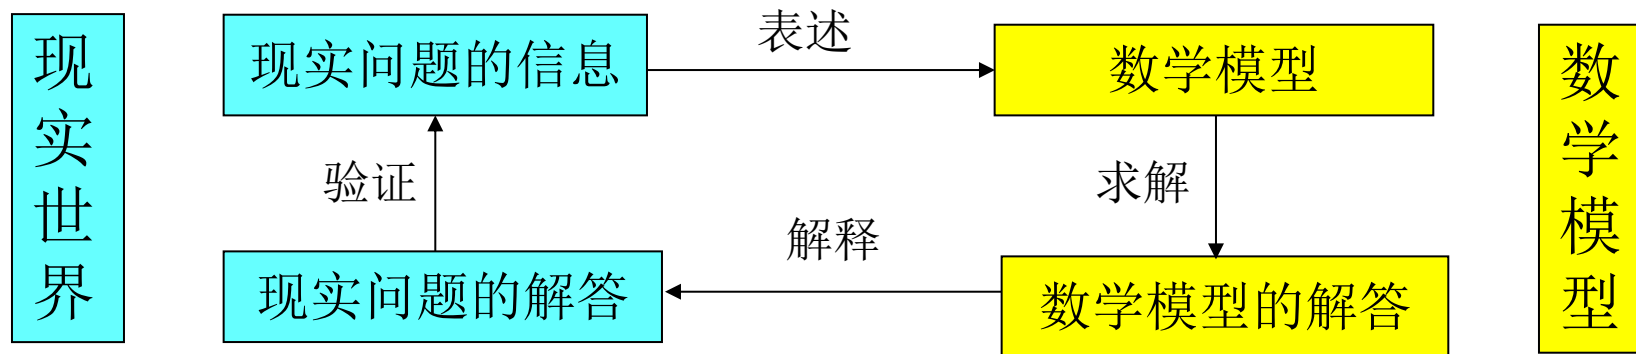 现实世界
现实问题的信息
表述
数学模型
数学模型
验证
求解
解释
现实问题的解答
数学模型的解答